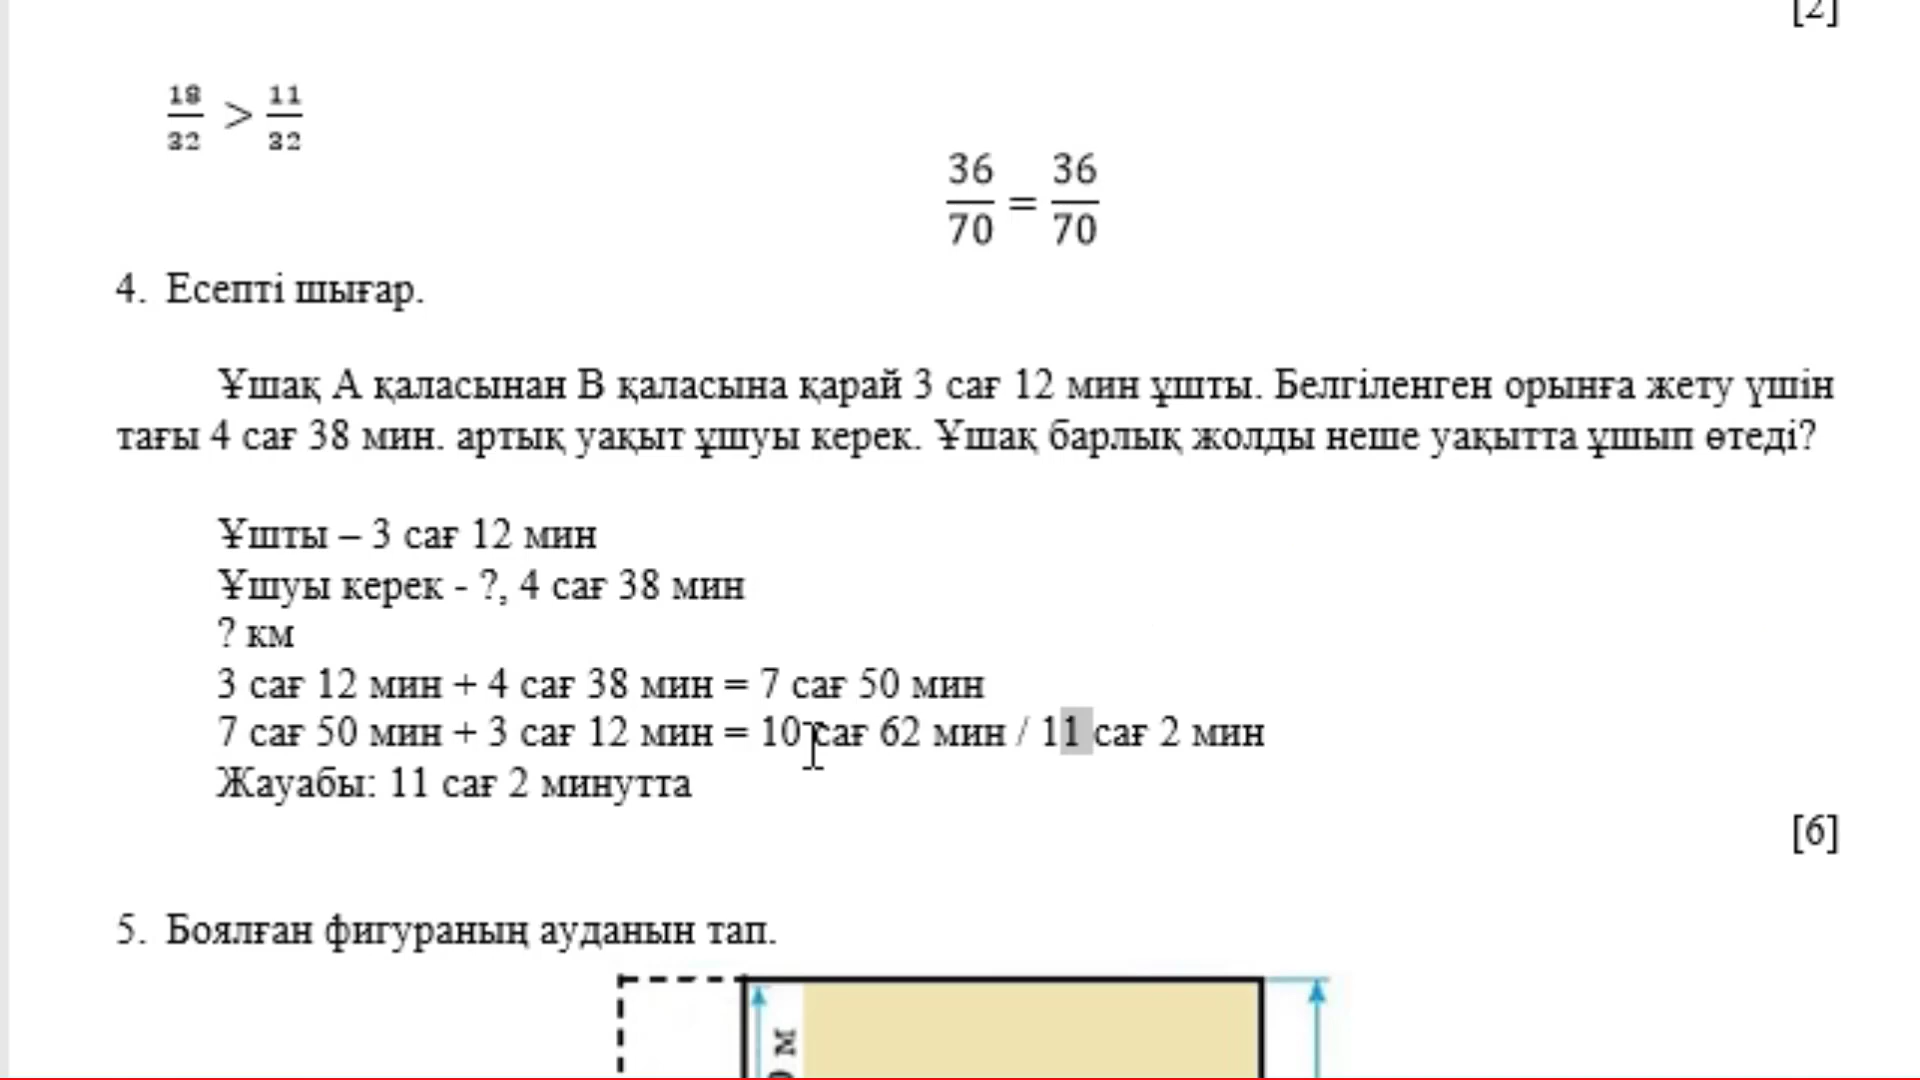 [2]
18/32 > 11/32
36/70 = 36/70
4. Есепті шығар.
Ұшақ А қаласынан В қаласына қарай 3 сағ 12 мин ұшты. Белгіленген орынға жету үшін
тағы 4 сағ 38 мин. артық уақыт ұшуы керек. Ұшақ барлық жолды неше уақытта ұшып өтеді?
Ұшты – 3 сағ 12 мин
Ұшуы керек - ?, 4 сағ 38 мин
? км
3 сағ 12 мин + 4 сағ 38 мин = 7 сағ 50 мин
7 сағ 50 мин + 3 сағ 12 мин = 10 сағ 62 мин / 11 сағ 2 мин
Жауабы: 11 сағ 2 минутта
[6]
5. Боялған фигураның ауданын тап.
м